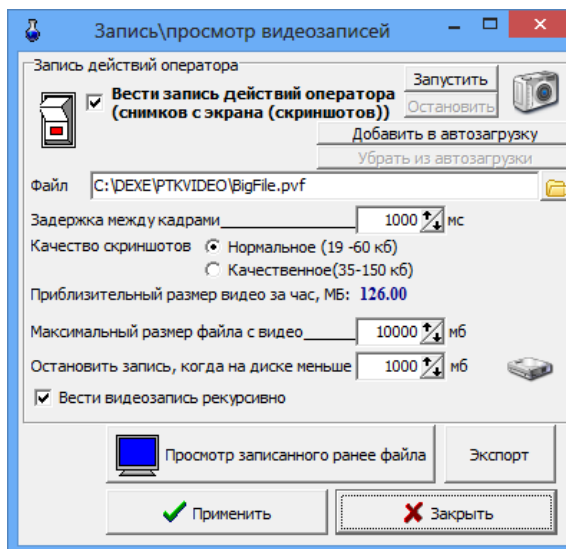 Запись\просмотр видеозаписей
Запись действий оператора
Вести запись действий оператора
(снимков с экрана (скриншотов))
Запустить
Остановить
Добавить в автозагрузку
Убрать из автозагрузки
Файл C:\DEXE\PTKVIDEO\BigFile.pvf
Задержка между кадрами 1000 мс
Качество скриншотов Нормальное (19 -60 кб)
Качественное(35-150 кб)
Приблизительный размер видео за час, МБ: 126.00
Максимальный размер файла с видео 10000 мб
Остановить запись, когда на диске меньше 1000 мб
Вести видеозапись рекурсивно
Просмотр записанного ранее файла Экспорт
Применить Закрыть